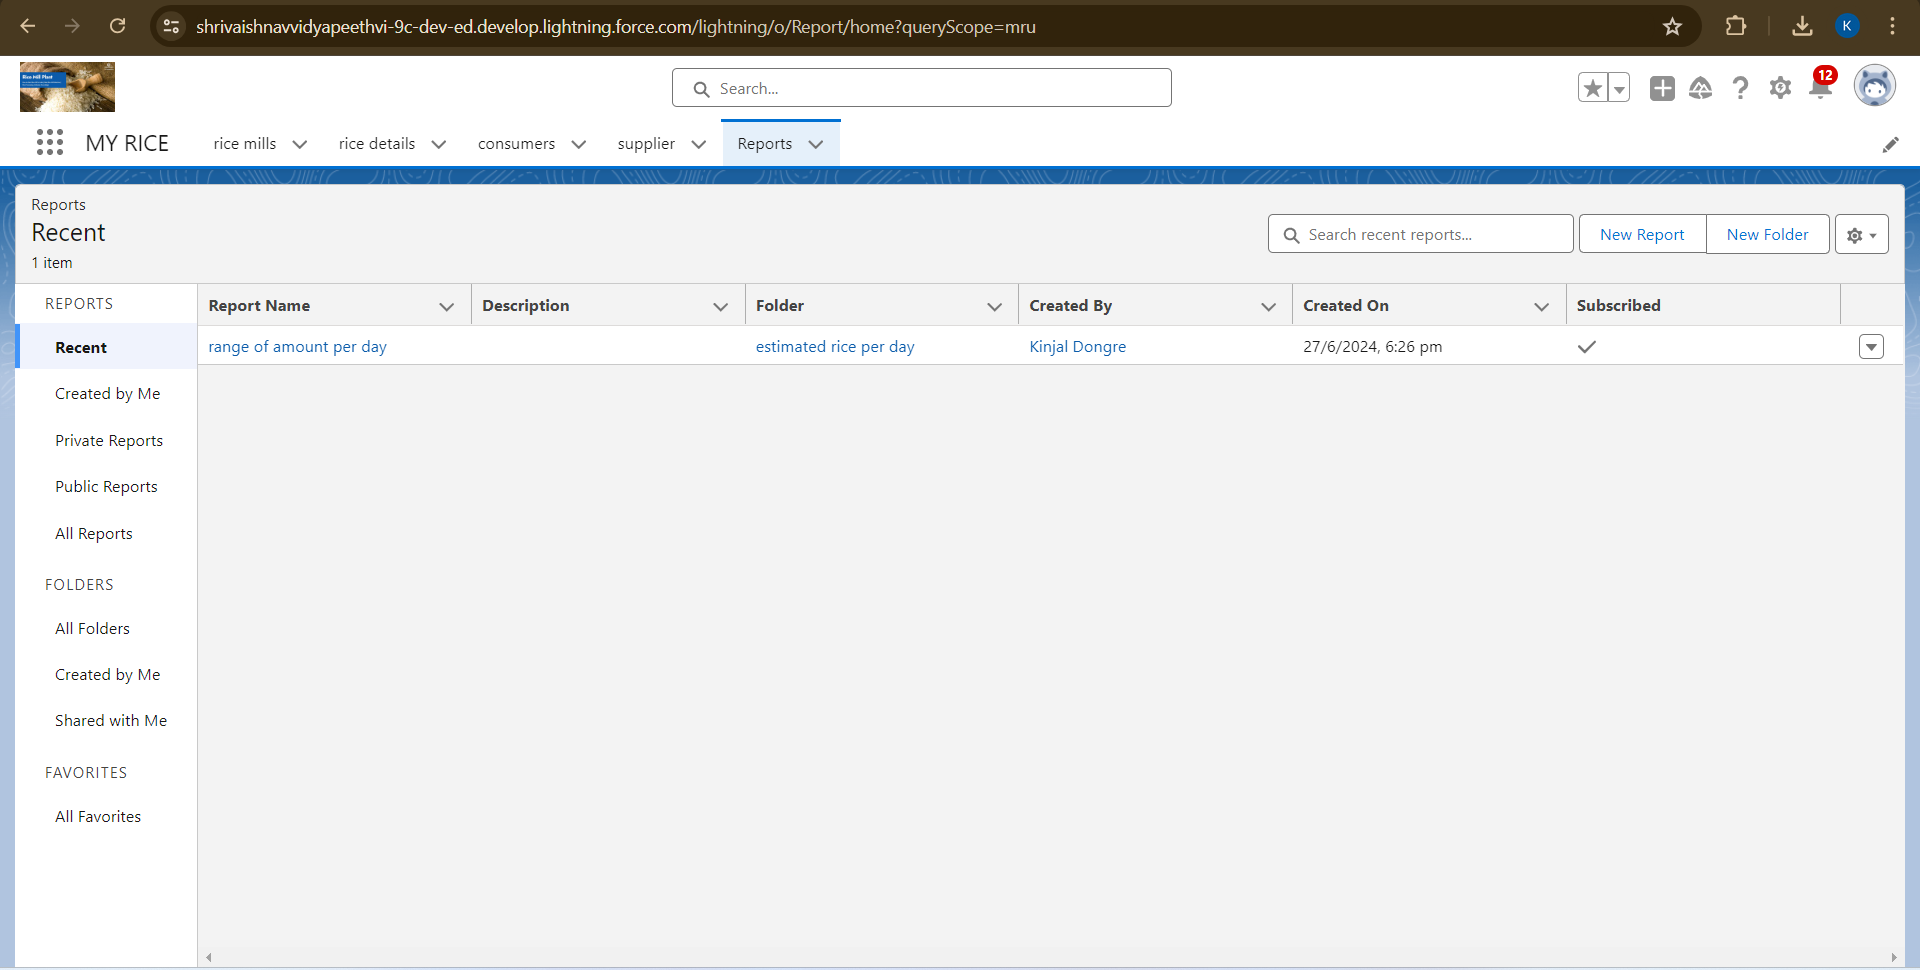 shrivaishnavvidyapeethvi-9c-dev-ed.develop.lightning.force.com/lightning/o/Report/home?queryScope=mru
K
Rice Mill Plant
Search...
12
MY RICE
rice mills
rice details
consumers
supplier
Reports
Reports
Recent
1 item
Search recent reports...
New Report
New Folder
REPORTS
Recent
Created by Me
Private Reports
Public Reports
All Reports
FOLDERS
All Folders
Created by Me
Shared with Me
FAVORITES
All Favorites
Report Name Description Folder Created By Created On Subscribed
range of amount per day estimated rice per day Kinjal Dongre 27/6/2024, 6:26 pm